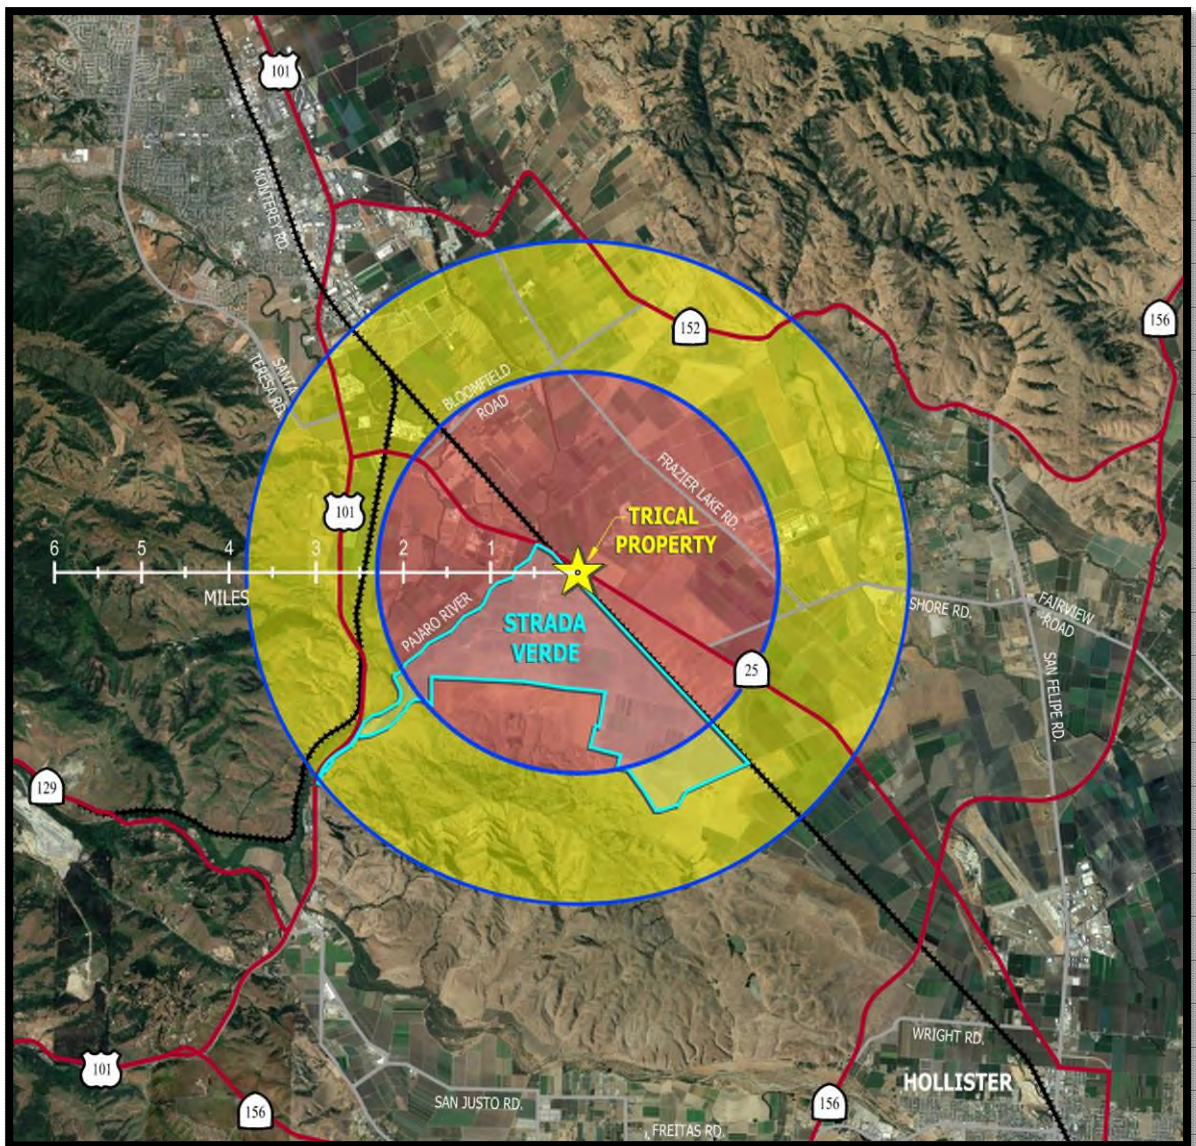 101
MONTEREY RD.
152
156
SANTA
TERESA RD.
BLOOMFIELD
ROAD
FRAZIER LAKE RD.
101
TRICAL
PROPERTY
6 5 4 3 2 1
MILES
PAJARO RIVER
STRADA
VERDE
SHORE RD.
FAIRVIEW
ROAD
SAN FELIPE RD.
25
129
WRIGHT RD.
101
HOLLISTER
156
SAN JUSTO RD.
156
FREITAS RD.